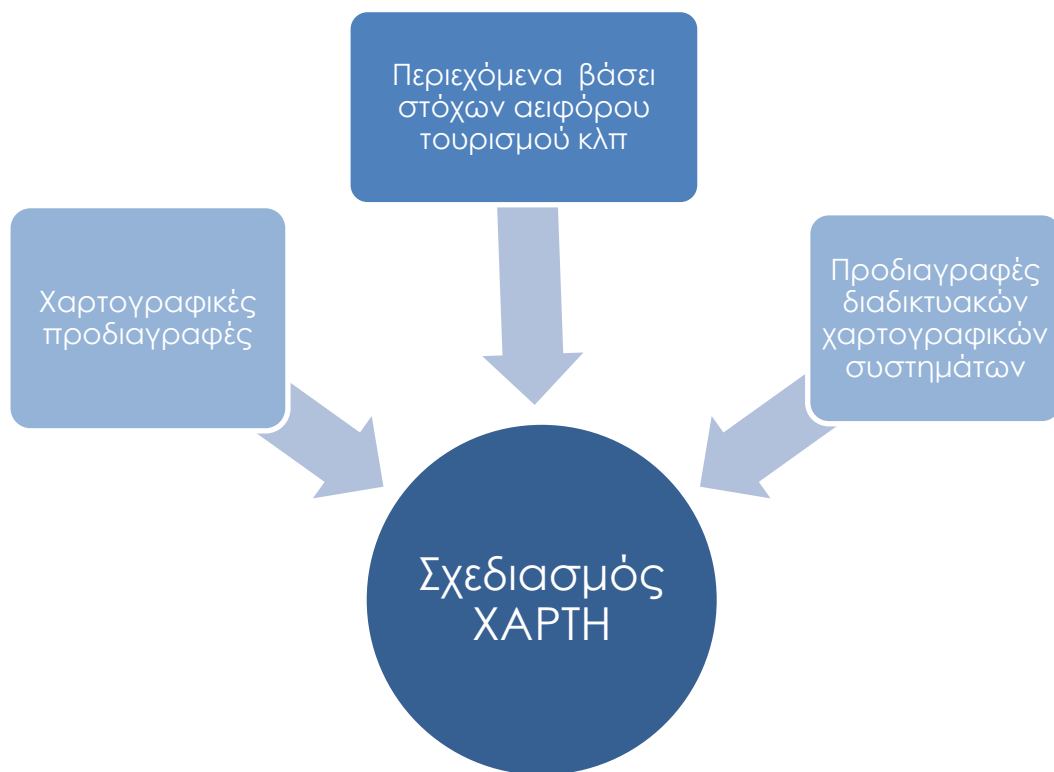 Περιεχόμενα βάσει
στόχων αειφόρου
τουρισμού κλπ
Χαρτογραφικές
προδιαγραφές
Προδιαγραφές
διαδικτυακών
χαρτογραφικών
συστημάτων
Σχεδιασμός
ΧΑΡΤΗ